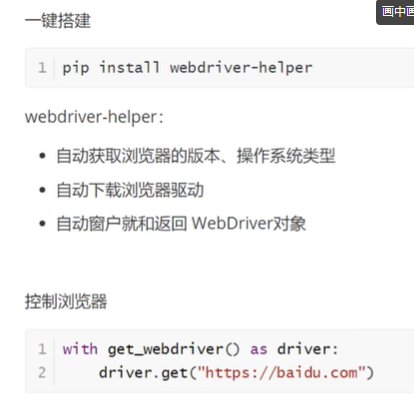 画中画
一键搭建
1 pip install webdriver-helper
webdriver-helper:
• 自动获取浏览器的版本、操作系统类型
• 自动下载浏览器驱动
• 自动窗户就和返回 WebDriver对象
控制浏览器
1 with get_webdriver() as driver:
2     driver.get("https://baidu.com")